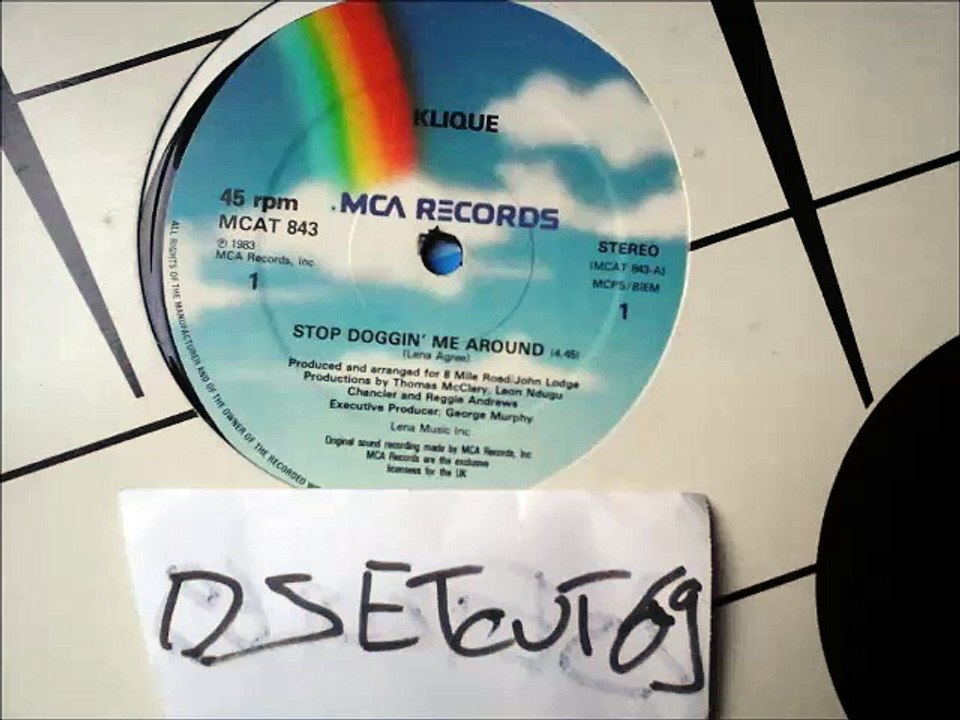 KLIQUE
45 rpm
MCA RECORDS
MCAT 843
STEREO
℗ 1983
(MCAT 843-A)
MCA Records, Inc.
MCPS/BIEM
1
1
STOP DOGGIN' ME AROUND (4.45)
(Lena Agree)
Produced and arranged for 8 Mile Road/John Lodge
Productions by Thomas McClary, Leon Ndugu
Chancler and Reggie Andrews
Executive Producer: George Murphy
Lena Music Inc.
Original sound recording made by MCA Records, Inc
MCA Records are the exclusive
licensees for the UK
ALL RIGHTS OF THE MANUFACTURER AND OF THE OWNER OF THE RECORDED
DSETCUT69